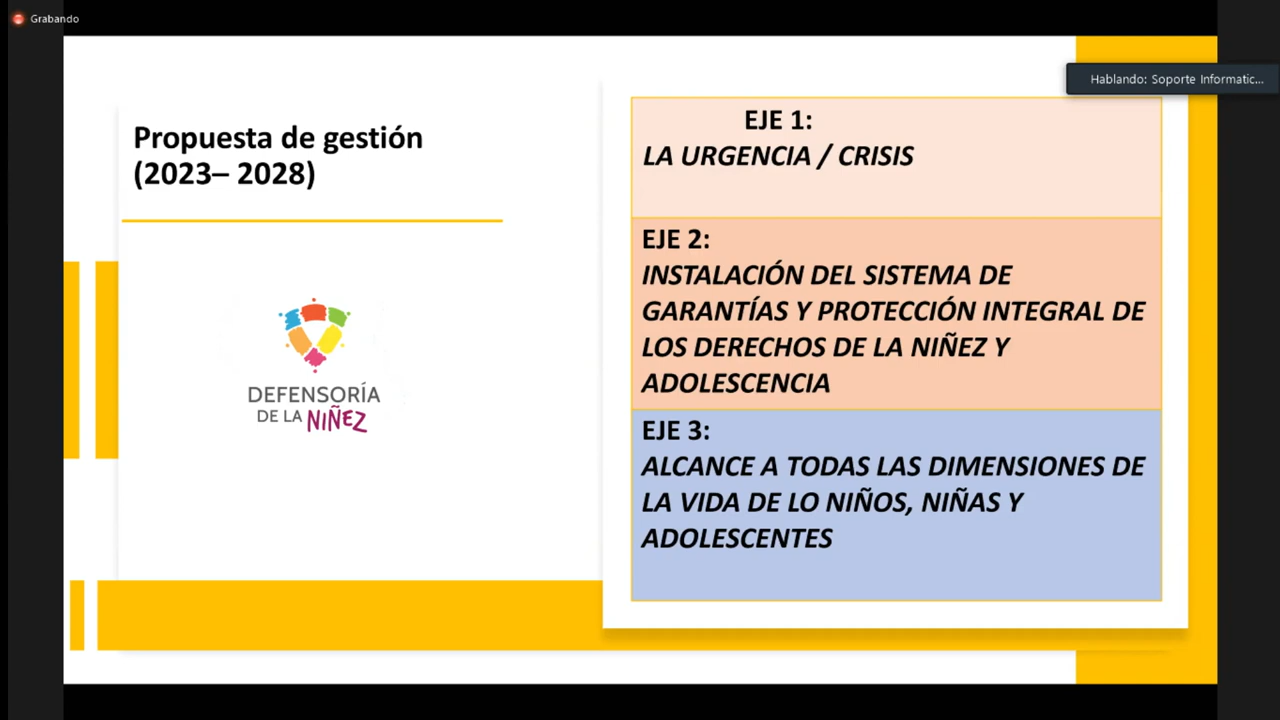 Grabando
Hablando: Soporte Informatic...
Propuesta de gestión
(2023– 2028)
DEFENSORÍA
DE LA NIÑEZ
EJE 1:
LA URGENCIA / CRISIS
EJE 2:
INSTALACIÓN DEL SISTEMA DE
GARANTÍAS Y PROTECCIÓN INTEGRAL DE
LOS DERECHOS DE LA NIÑEZ Y
ADOLESCENCIA
EJE 3:
ALCANCE A TODAS LAS DIMENSIONES DE
LA VIDA DE LO NIÑOS, NIÑAS Y
ADOLESCENTES